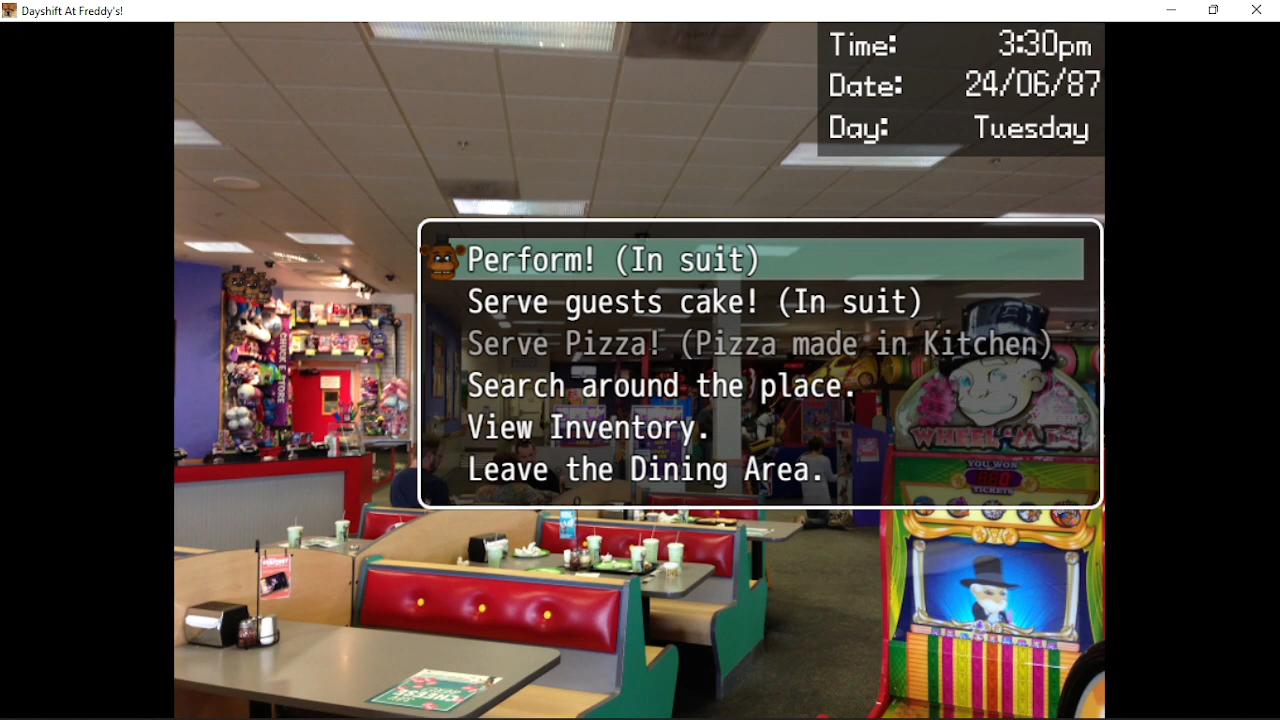 Dayshift At Freddy's!
Time: 3:30pm
Date: 24/06/87
Day: Tuesday
Perform! (In suit)
Serve guests cake! (In suit)
Serve Pizza! (Pizza made in Kitchen)
Search around the place.
View Inventory.
Leave the Dining Area.
YOU WON
TICKETS
CHEESE